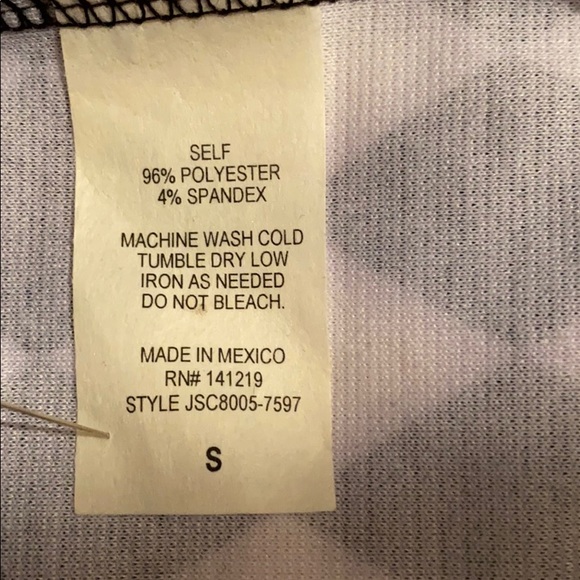 SELF
96% POLYESTER
4% SPANDEX
MACHINE WASH COLD
TUMBLE DRY LOW
IRON AS NEEDED
DO NOT BLEACH.
MADE IN MEXICO
RN# 141219
STYLE JSC8005-7597
S